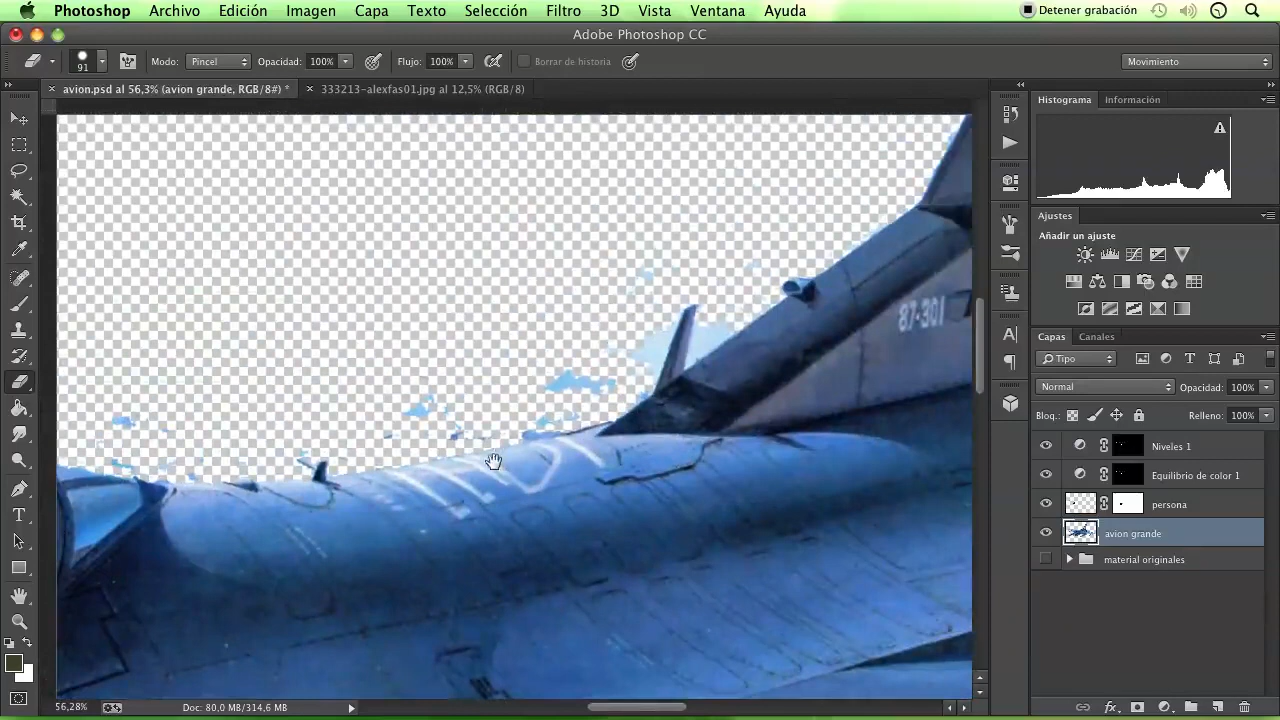 Photoshop Archivo Edición Imagen Capa Texto Selección Filtro 3D Vista Ventana Ayuda Detener grabación
Adobe Photoshop CC
91 Modo: Pincel Opacidad: 100% Flujo: 100% Borrar de historia Movimiento
avion.psd al 56,3% (avion grande, RGB/8#) * 333213-alexfas01.jpg al 12,5% (RGB/8)
Histograma Información
Ajustes
Añadir un ajuste
87-301
Capas Canales
Tipo
Normal Opacidad: 100%
Bloq.: Relleno: 100%
Niveles 1
Equilibrio de color 1
persona
avion grande
material originales
56,28% Doc: 80,0 MB/314,6 MB